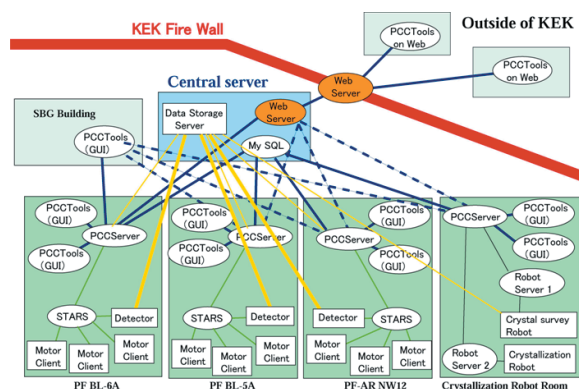 Outside of KEK
KEK Fire Wall
PCCTools
on Web
PCCTools
on Web
Web
Server
Central server
SBG Building
Data Storage
Server
Web
Server
My SQL
PCCTools
(GUI)
PCCTools
(GUI)
PCCServer
PCCTools
(GUI)
STARS
Detector
Motor
Client
Motor
Client
Motor
Client
PF BL-6A
PCCTools
(GUI)
PCCServer
PCCTools
(GUI)
STARS
Detector
Motor
Client
Motor
Client
Motor
Client
PF BL-5A
PCCTools
(GUI)
PCCServer
PCCTools
(GUI)
Detector
STARS
Motor
Client
Motor
Client
Motor
Client
PF-AR NW12
PCCServer
PCCTools
(GUI)
PCCTools
(GUI)
Robot
Server 1
Crystal survey
Robot
Robot
Server 2
Crystallization
Robot
Crystallization Robot Room